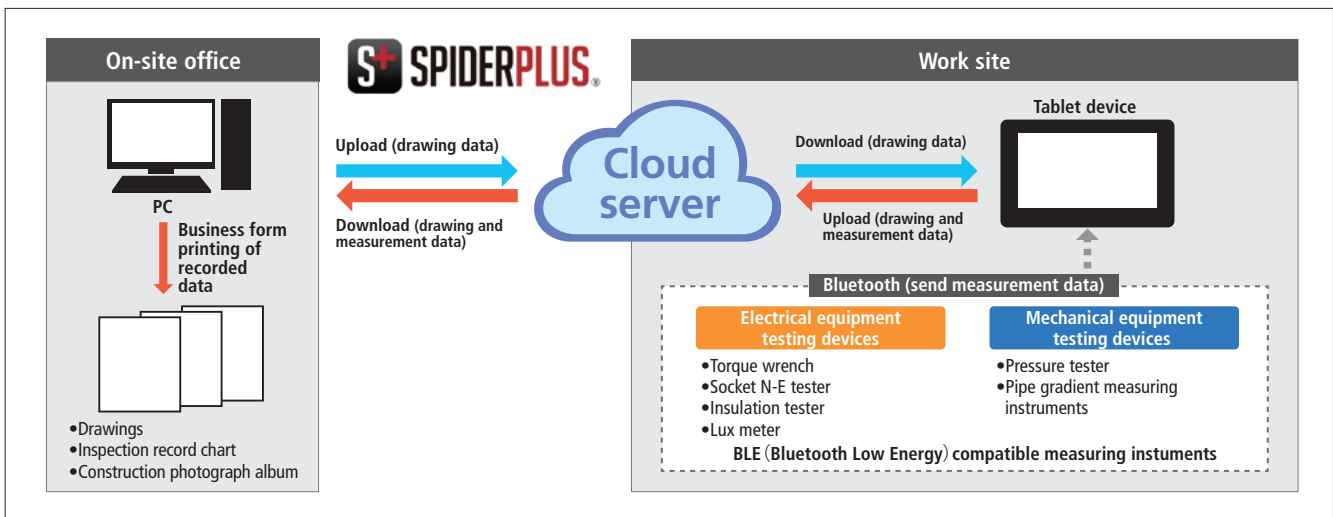 On-site office
PC
Business form
printing of
recorded
data
•Drawings
•Inspection record chart
•Construction photograph album
S+ SPIDERPLUS®
Upload (drawing data)
Download (drawing and
measurement data)
Cloud
server
Work site
Download (drawing data)
Upload (drawing and
measurement data)
Tablet device
Bluetooth (send measurement data)
Electrical equipment
testing devices
•Torque wrench
•Socket N-E tester
•Insulation tester
•Lux meter
Mechanical equipment
testing devices
•Pressure tester
•Pipe gradient measuring
instruments
BLE（Bluetooth Low Energy）compatible measuring instuments